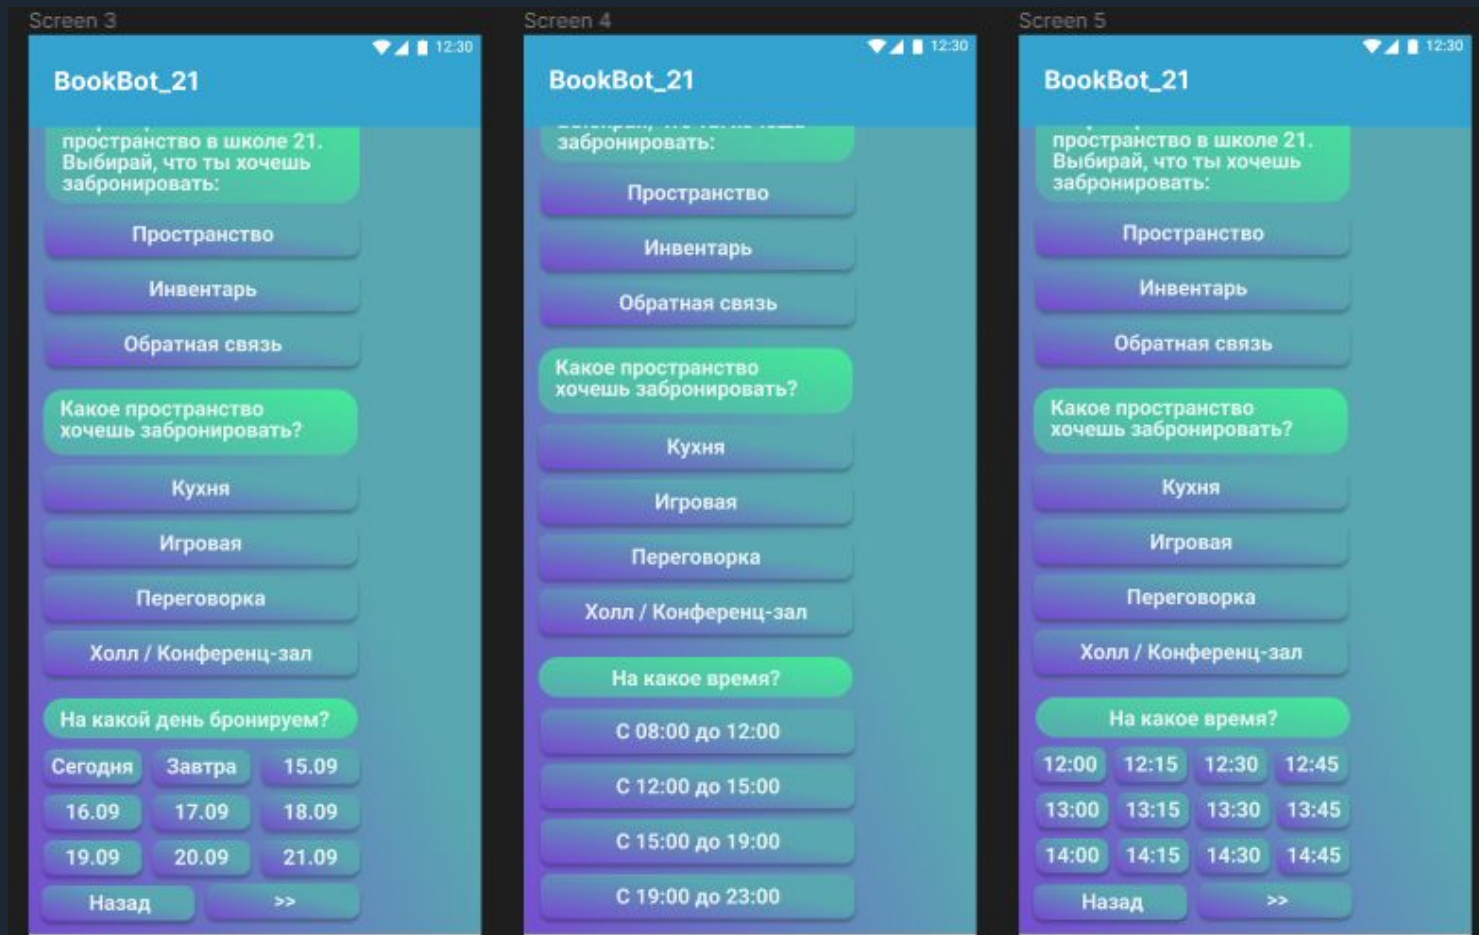 Screen 3
12:30
BookBot_21
пространство в школе 21.
Выбирай, что ты хочешь
забронировать:
Пространство
Инвентарь
Обратная связь
Какое пространство
хочешь забронировать?
Кухня
Игровая
Переговорка
Холл / Конференц-зал
На какой день бронируем?
Сегодня Завтра 15.09
16.09 17.09 18.09
19.09 20.09 21.09
Назад >>
Screen 4
12:30
BookBot_21
забронировать:
Пространство
Инвентарь
Обратная связь
Какое пространство
хочешь забронировать?
Кухня
Игровая
Переговорка
Холл / Конференц-зал
На какое время?
С 08:00 до 12:00
С 12:00 до 15:00
С 15:00 до 19:00
С 19:00 до 23:00
Screen 5
12:30
BookBot_21
пространство в школе 21.
Выбирай, что ты хочешь
забронировать:
Пространство
Инвентарь
Обратная связь
Какое пространство
хочешь забронировать?
Кухня
Игровая
Переговорка
Холл / Конференц-зал
На какое время?
12:00 12:15 12:30 12:45
13:00 13:15 13:30 13:45
14:00 14:15 14:30 14:45
Назад >>